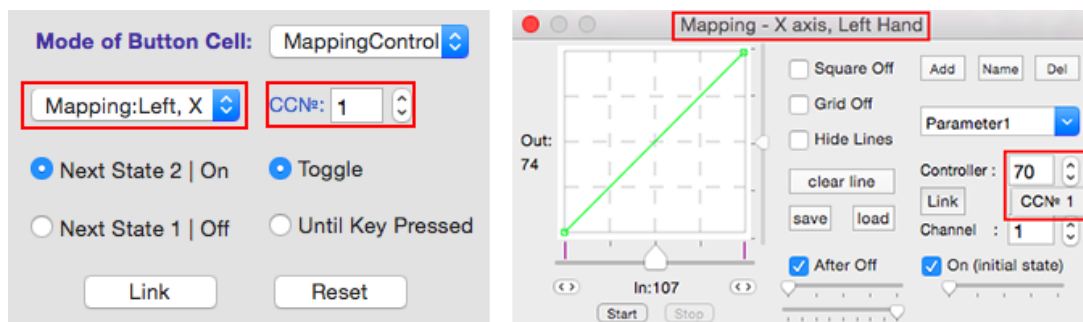 Mode of Button Cell: MappingControl
Mapping:Left, X CC№: 1
Next State 2 | On Toggle
Next State 1 | Off Until Key Pressed
Link Reset
Mapping - X axis, Left Hand
Square Off Add Name Del
Grid Off
Parameter1
Hide Lines
Out:
74
Controller : 70
clear line
Link CC№ 1
save load
Channel : 1
After Off On (initial state)
In:107
Start Stop